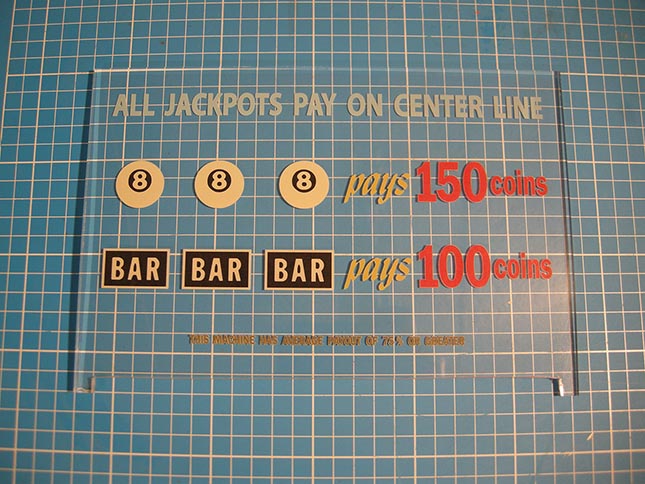 ALL JACKPOTS PAY ON CENTER LINE
8 8 8 pays 150 coins
BAR BAR BAR pays 100 coins
THIS MACHINE HAS AVERAGE PAYOUT OF 75% OR GREATER